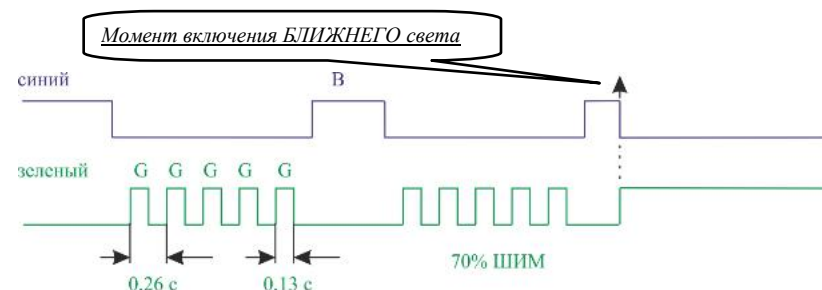 Момент включения БЛИЖНЕГО света
синий
B
зеленый
G G G G G
70% ШИМ
0,26 с
0,13 с